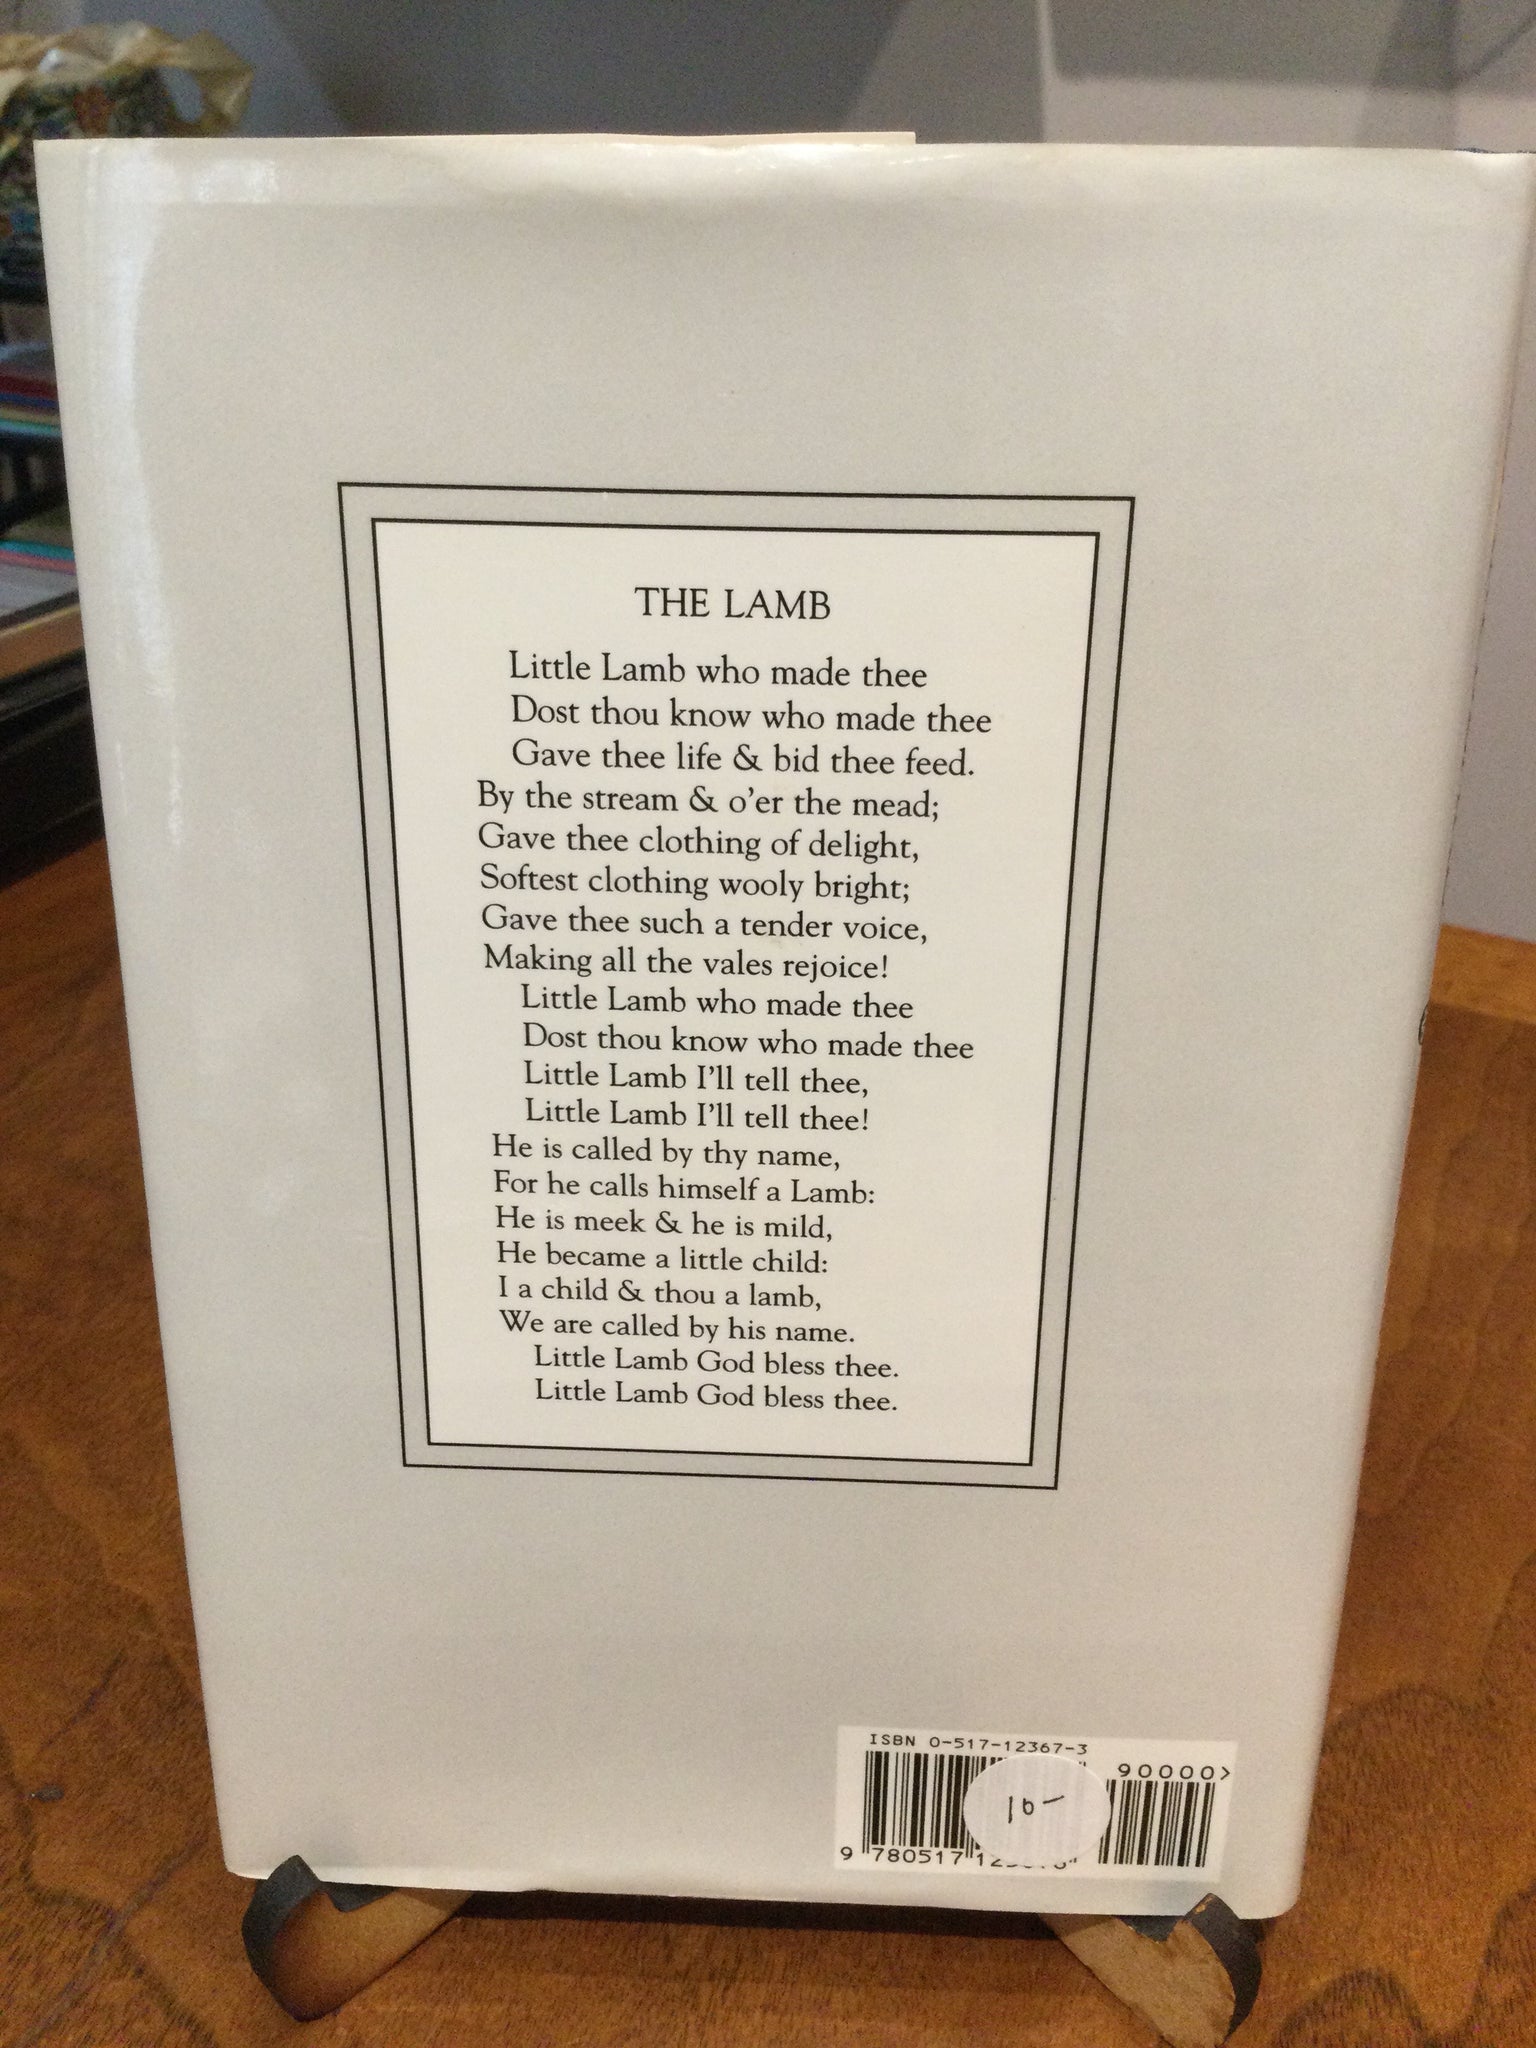 THE LAMB
Little Lamb who made thee
Dost thou know who made thee
Gave thee life & bid thee feed.
By the stream & o'er the mead;
Gave thee clothing of delight,
Softest clothing wooly bright;
Gave thee such a tender voice,
Making all the vales rejoice!
Little Lamb who made thee
Dost thou know who made thee
Little Lamb I'll tell thee,
Little Lamb I'll tell thee!
He is called by thy name,
For he calls himself a Lamb:
He is meek & he is mild,
He became a little child:
I a child & thou a lamb,
We are called by his name.
Little Lamb God bless thee.
Little Lamb God bless thee.
ISBN 0-517-12367-3
90000>
9 780517